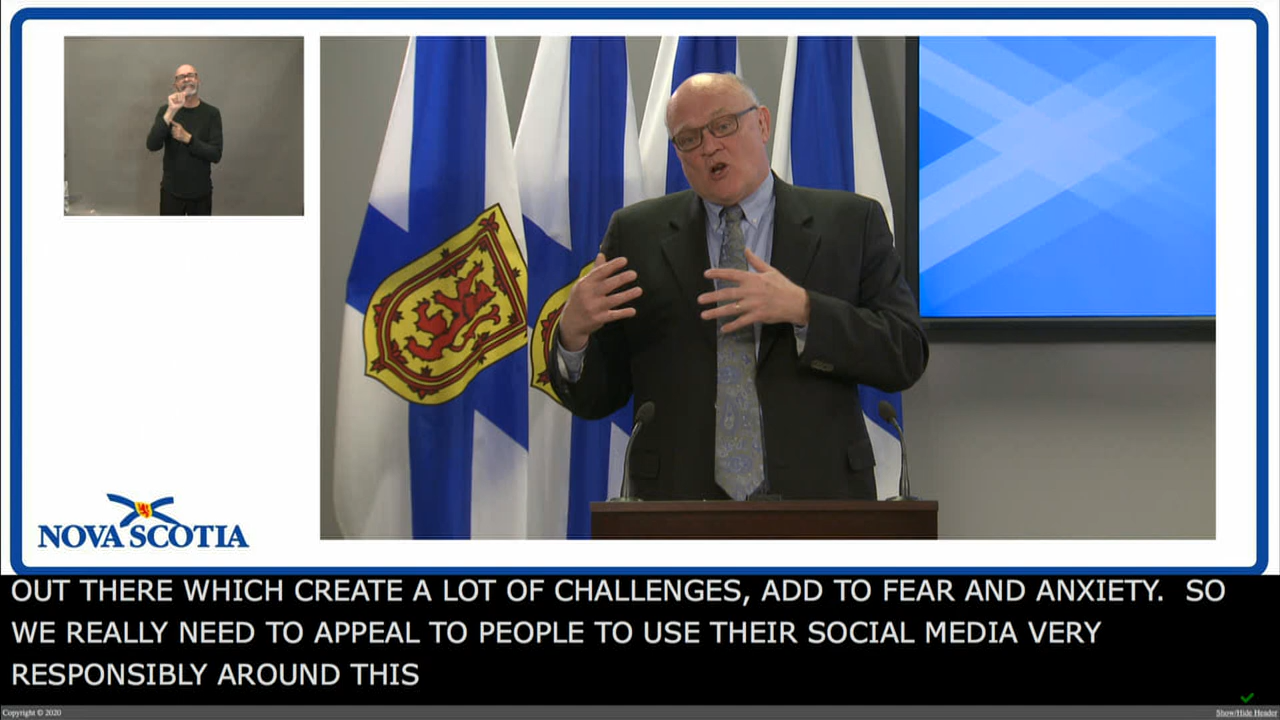 NOVA SCOTIA
OUT THERE WHICH CREATE A LOT OF CHALLENGES, ADD TO FEAR AND ANXIETY.  SO
WE REALLY NEED TO APPEAL TO PEOPLE TO USE THEIR SOCIAL MEDIA VERY
RESPONSIBLY AROUND THIS
Copyright © 2020
Show/Hide Header